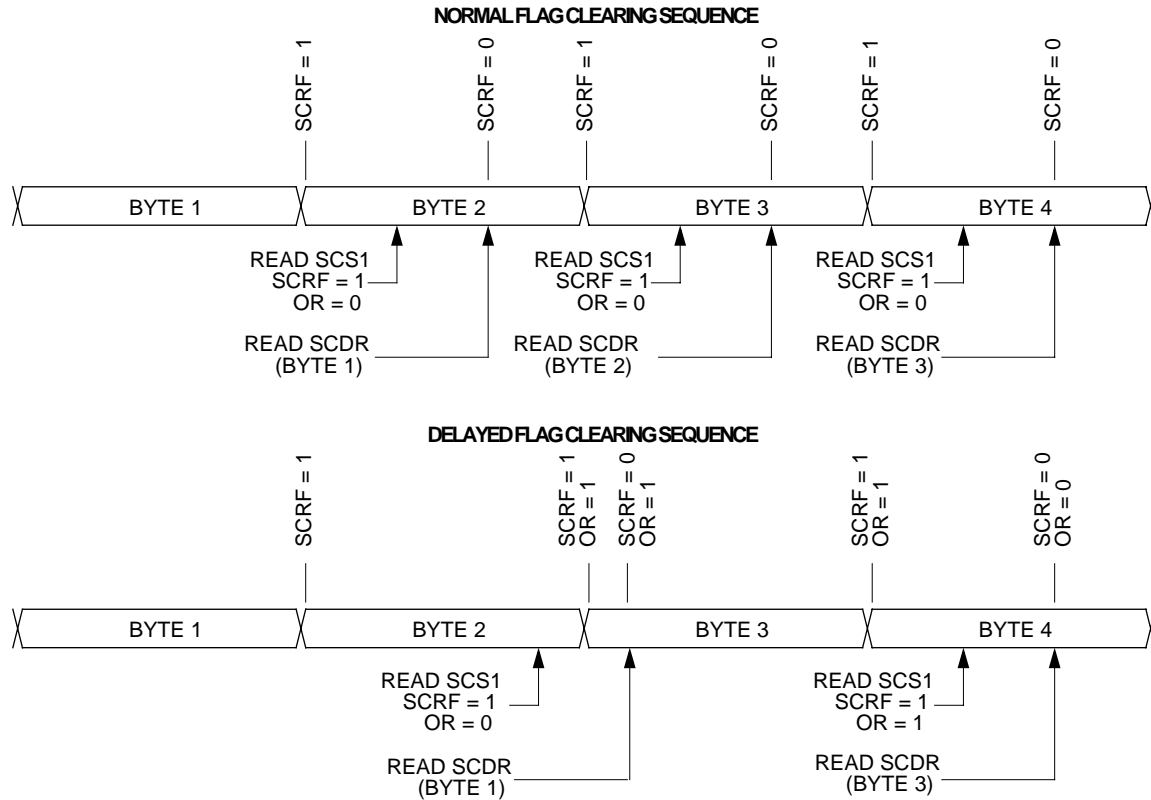 NORMAL FLAG CLEARING SEQUENCE
SCRF = 1
SCRF = 0
SCRF = 1
SCRF = 0
SCRF = 1
SCRF = 0
BYTE 1
BYTE 2
BYTE 3
BYTE 4
READ SCS1
SCRF = 1
OR = 0
READ SCS1
SCRF = 1
OR = 0
READ SCS1
SCRF = 1
OR = 0
READ SCDR
(BYTE 1)
READ SCDR
(BYTE 2)
READ SCDR
(BYTE 3)
DELAYED FLAG CLEARING SEQUENCE
SCRF = 1
SCRF = 1
OR = 1
SCRF = 0
OR = 1
SCRF = 1
OR = 1
SCRF = 0
OR = 0
BYTE 1
BYTE 2
BYTE 3
BYTE 4
READ SCS1
SCRF = 1
OR = 0
READ SCS1
SCRF = 1
OR = 1
READ SCDR
(BYTE 1)
READ SCDR
(BYTE 3)